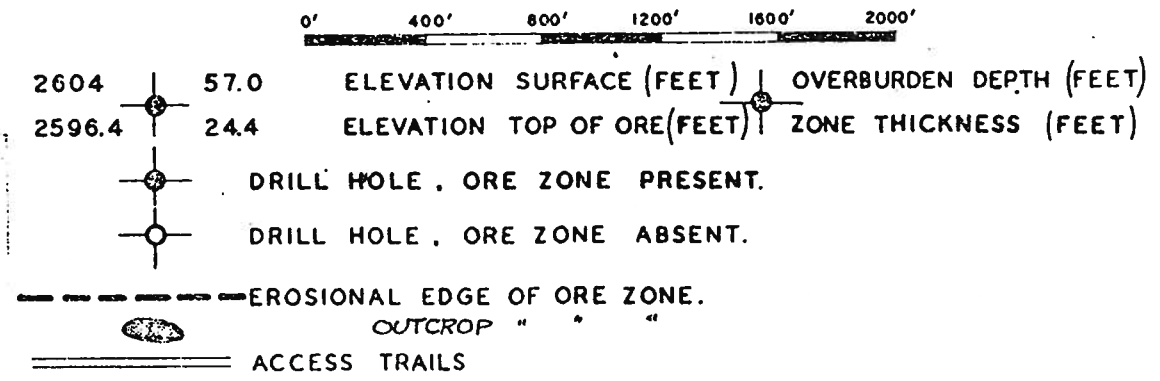 0' 400' 800' 1200' 1600' 2000'
2604 57.0 ELEVATION SURFACE (FEET) OVERBURDEN DEPTH (FEET)
2596.4 24.4 ELEVATION TOP OF ORE (FEET) ZONE THICKNESS (FEET)
DRILL HOLE, ORE ZONE PRESENT.
DRILL HOLE, ORE ZONE ABSENT.
EROSIONAL EDGE OF ORE ZONE.
OUTCROP " " "
ACCESS TRAILS